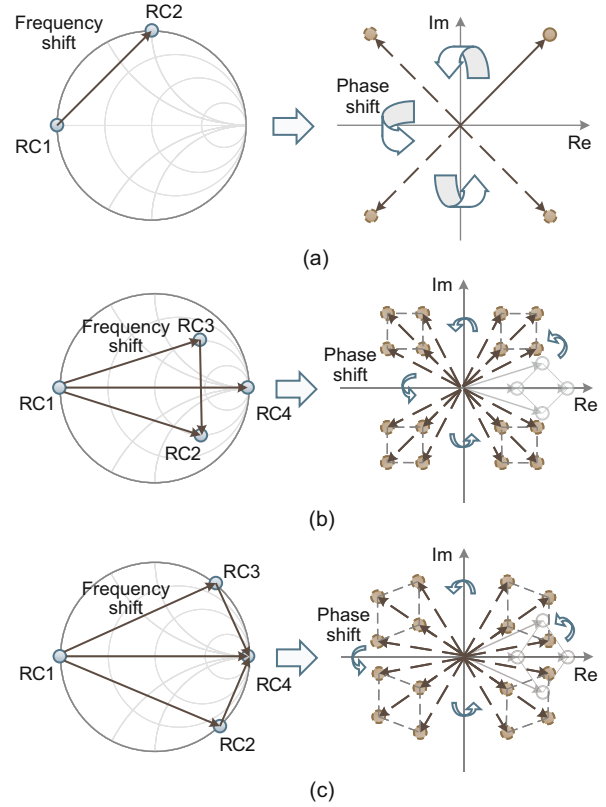 RC2
Frequency
shift
RC1
Im
Phase
shift
Re
(a)
Frequency
shift
RC3
RC1
RC4
RC2
Im
Phase
shift
Re
(b)
Frequency
shift
RC3
RC1
RC4
RC2
Im
Phase
shift
Re
(c)